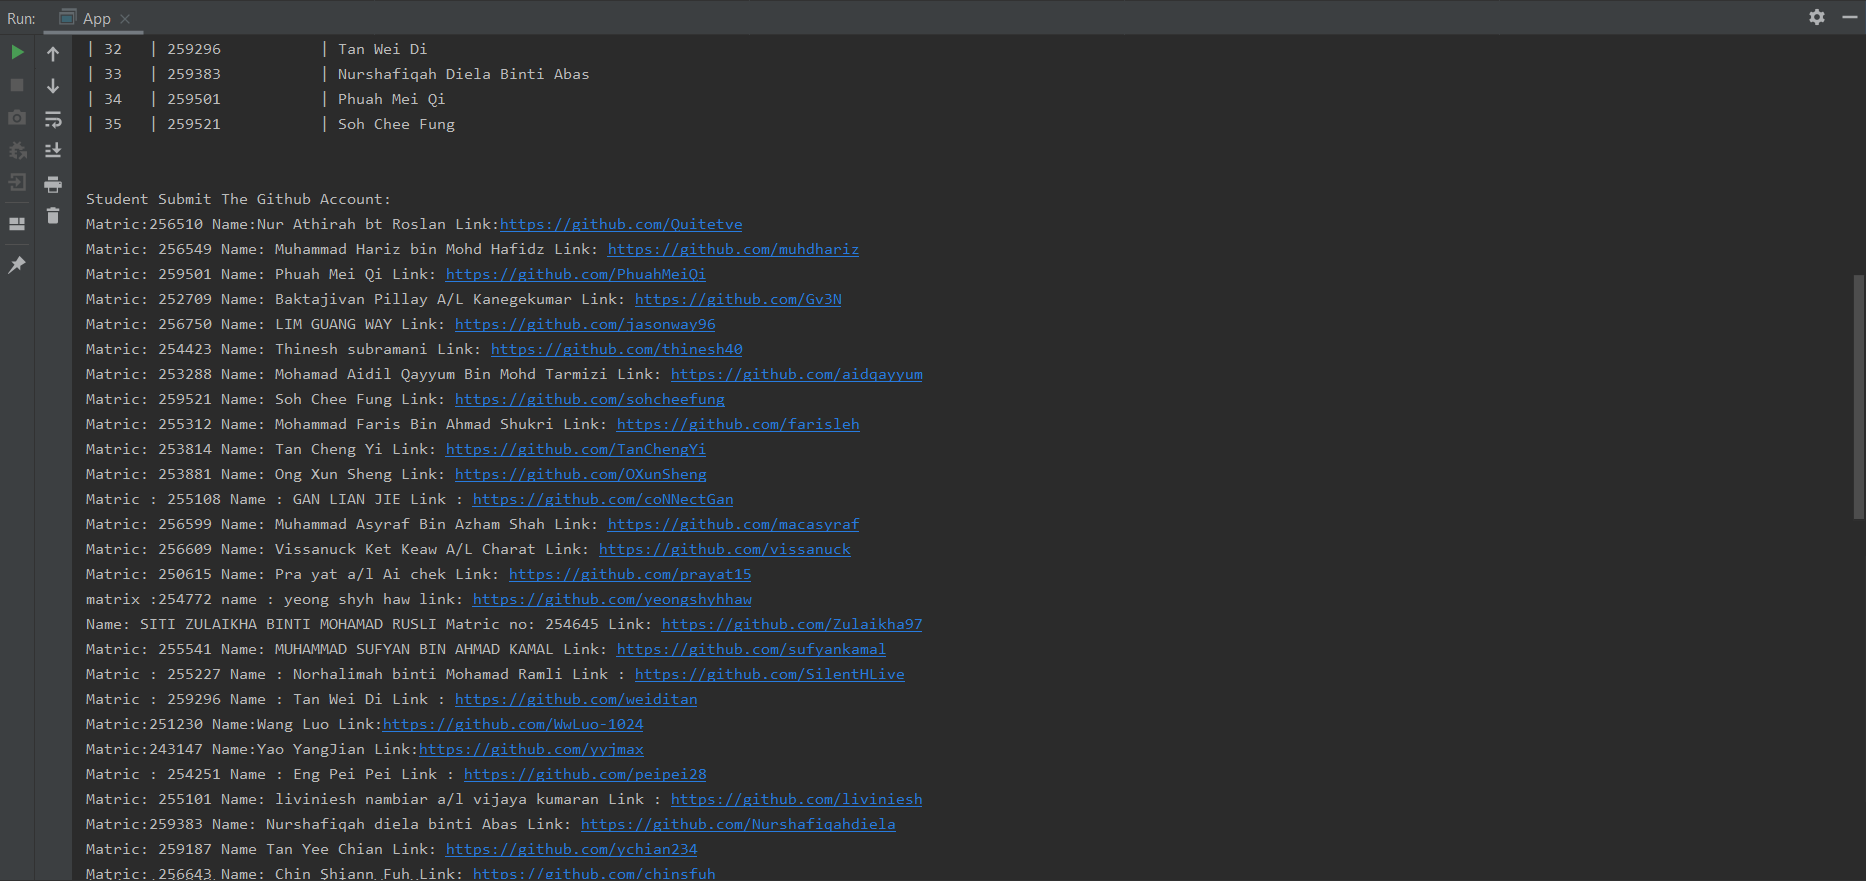 Run: App
| 32 | 259296 | Tan Wei Di
| 33 | 259383 | Nurshafiqah Diela Binti Abas
| 34 | 259501 | Phuah Mei Qi
| 35 | 259521 | Soh Chee Fung
Student Submit The Github Account:
Matric:256510 Name:Nur Athirah bt Roslan Link:https://github.com/Quitetve
Matric: 256549 Name: Muhammad Hariz bin Mohd Hafidz Link: https://github.com/muhdhariz
Matric: 259501 Name: Phuah Mei Qi Link: https://github.com/PhuahMeiQi
Matric: 252709 Name: Baktajivan Pillay A/L Kanegekumar Link: https://github.com/Gv3N
Matric: 256750 Name: LIM GUANG WAY Link: https://github.com/jasonway96
Matric: 254423 Name: Thinesh subramani Link: https://github.com/thinesh40
Matric: 253288 Name: Mohamad Aidil Qayyum Bin Mohd Tarmizi Link: https://github.com/aidqayyum
Matric: 259521 Name: Soh Chee Fung Link: https://github.com/sohcheefung
Matric: 255312 Name: Mohammad Faris Bin Ahmad Shukri Link: https://github.com/farisleh
Matric: 253814 Name: Tan Cheng Yi Link: https://github.com/TanChengYi
Matric: 253881 Name: Ong Xun Sheng Link: https://github.com/OXunSheng
Matric : 255108 Name : GAN LIAN JIE Link : https://github.com/coNNectGan
Matric: 256599 Name: Muhammad Asyraf Bin Azham Shah Link: https://github.com/macasyraf
Matric: 256609 Name: Vissanuck Ket Keaw A/L Charat Link: https://github.com/vissanuck
Matric: 250615 Name: Pra yat a/l Ai chek Link: https://github.com/prayat15
matrix :254772 name : yeong shyh haw link: https://github.com/yeongshyhhaw
Name: SITI ZULAIKHA BINTI MOHAMAD RUSLI Matric no: 254645 Link: https://github.com/Zulaikha97
Matric: 255541 Name: MUHAMMAD SUFYAN BIN AHMAD KAMAL Link: https://github.com/sufyankamal
Matric : 255227 Name : Norhalimah binti Mohamad Ramli Link : https://github.com/SilentHLive
Matric : 259296 Name : Tan Wei Di Link : https://github.com/weiditan
Matric:251230 Name:Wang Luo Link:https://github.com/WwLuo-1024
Matric:243147 Name:Yao YangJian Link:https://github.com/yyjmax
Matric : 254251 Name : Eng Pei Pei Link : https://github.com/peipei28
Matric: 255101 Name: liviniesh nambiar a/l vijaya kumaran Link : https://github.com/liviniesh
Matric:259383 Name: Nurshafiqah diela binti Abas Link: https://github.com/Nurshafiqahdiela
Matric: 259187 Name Tan Yee Chian Link: https://github.com/ychian234
Matric: 256643 Name: Chin Shiann Fuh Link: https://github.com/chinsfuh